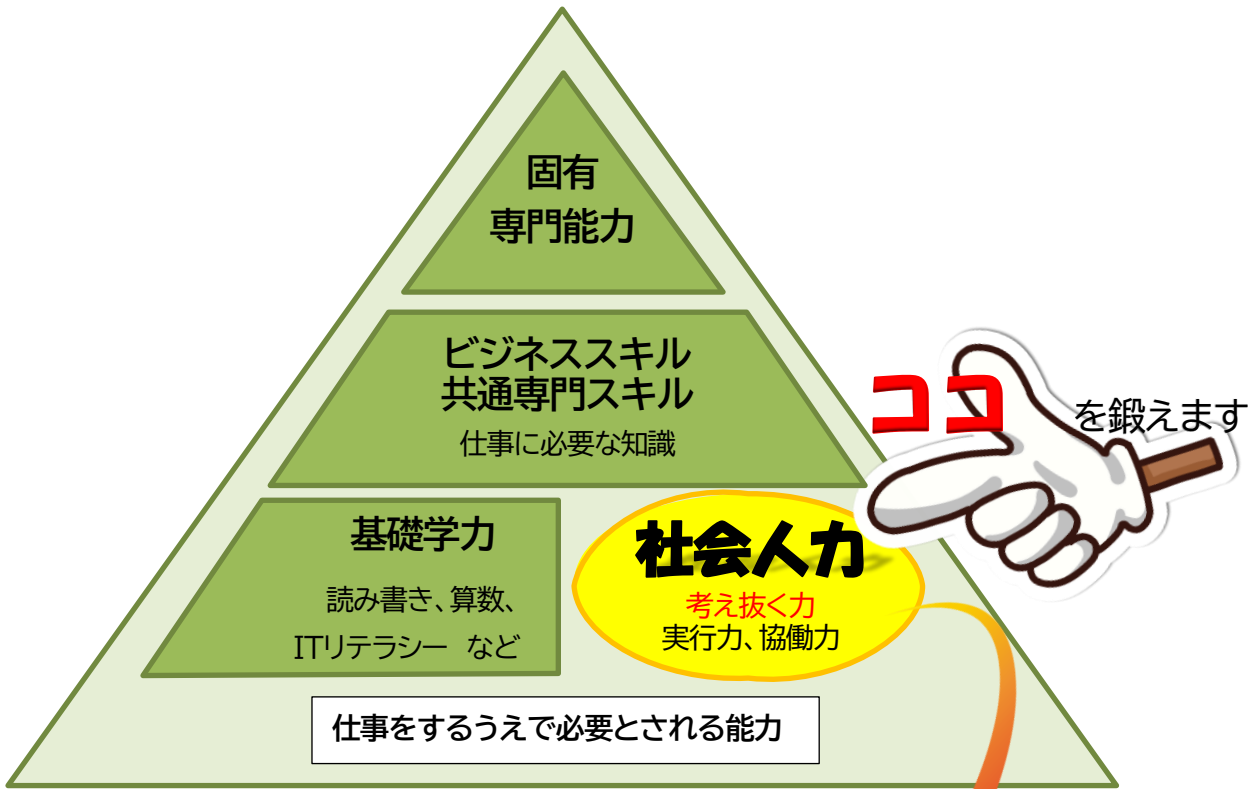 固有
専門能力
ビジネススキル
共通専門スキル
仕事に必要な知識
ココ を鍛えます
基礎学力
読み書き、算数、
ITリテラシー など
社会人力
考え抜く力
実行力、協働力
仕事をするうえで必要とされる能力